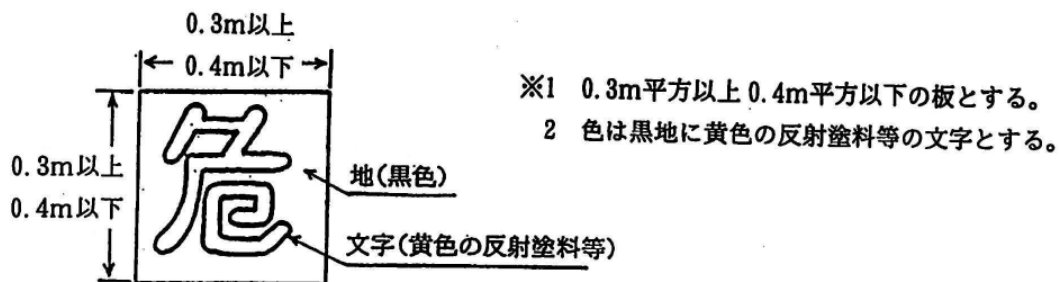 0.3m以上
0.4m以下
※1 0.3m平方以上0.4m平方以下の板とする。
2 色は黒地に黄色の反射塗料等の文字とする。
危
0.3m以上
0.4m以下
地(黒色)
文字(黄色の反射塗料等)